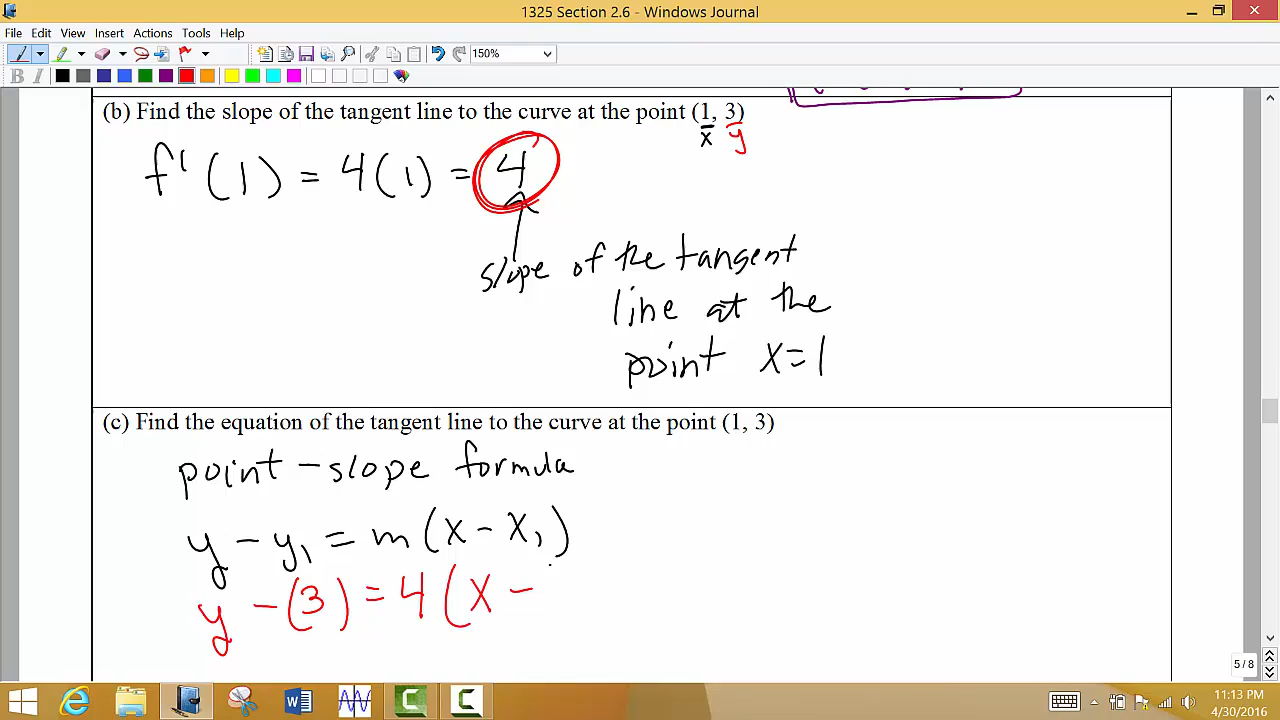 1325 Section 2.6 - Windows Journal
File Edit View Insert Actions Tools Help
150%
B I
(b) Find the slope of the tangent line to the curve at the point (1, 3)
x y
f'(1) = 4(1) = 4
slope of the tangent
line at the
point x=1
(c) Find the equation of the tangent line to the curve at the point (1, 3)
point-slope formula
y - y₁ = m(x - x₁)
y - (3) = 4(x -
5 / 8
11:13 PM
4/30/2016